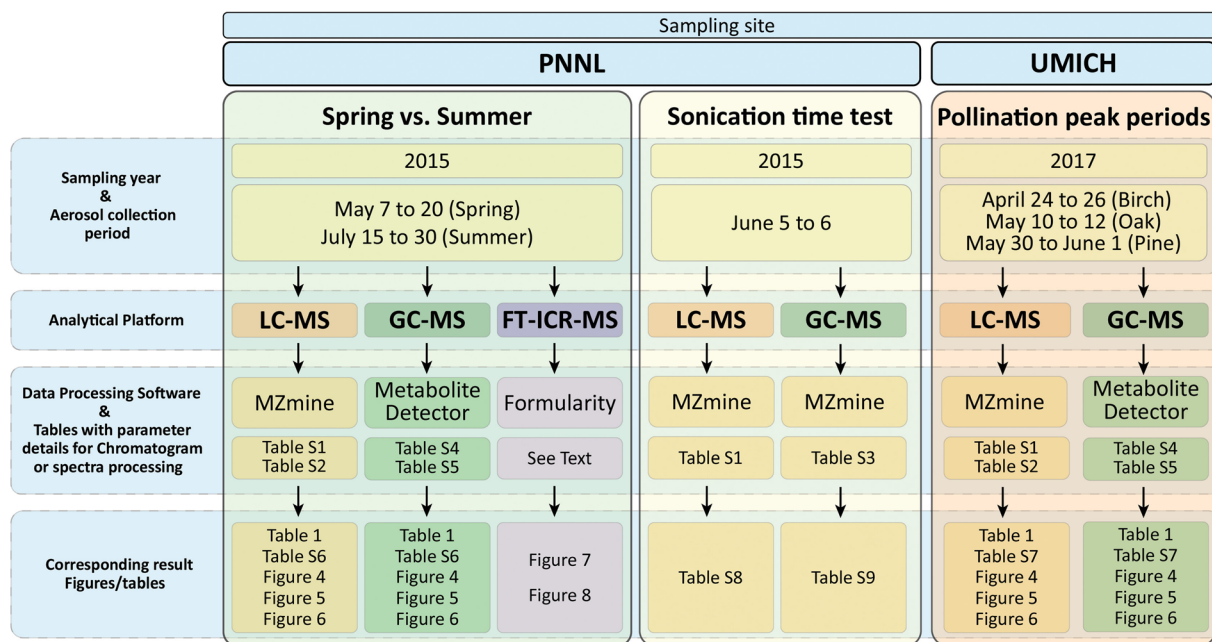 Sampling site
PNNL
UMICH
Spring vs. Summer
Sonication time test
Pollination peak periods
Sampling year
&
Aerosol collection
period
2015
2015
2017
May 7 to 20 (Spring)
July 15 to 30 (Summer)
June 5 to 6
April 24 to 26 (Birch)
May 10 to 12 (Oak)
May 30 to June 1 (Pine)
Analytical Platform
LC-MS
GC-MS
FT-ICR-MS
LC-MS
GC-MS
LC-MS
GC-MS
Data Processing Software
&
Tables with parameter
details for Chromatogram
or spectra processing
MZmine
Metabolite
Detector
Formularity
MZmine
MZmine
MZmine
Metabolite
Detector
Table S1
Table S2
Table S4
Table S5
See Text
Table S1
Table S3
Table S1
Table S2
Table S4
Table S5
Corresponding result
Figures/tables
Table 1
Table S6
Figure 4
Figure 5
Figure 6
Table 1
Table S6
Figure 4
Figure 5
Figure 6
Figure 7
Figure 8
Table S8
Table S9
Table 1
Table S7
Figure 4
Figure 5
Figure 6
Table 1
Table S7
Figure 4
Figure 5
Figure 6